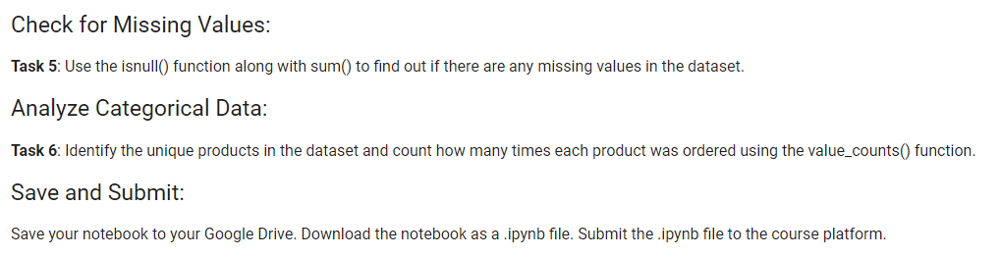 Check for Missing Values:
Task 5: Use the isnull() function along with sum() to find out if there are any missing values in the dataset.
Analyze Categorical Data:
Task 6: Identify the unique products in the dataset and count how many times each product was ordered using the value_counts() function.
Save and Submit:
Save your notebook to your Google Drive. Download the notebook as a .ipynb file. Submit the .ipynb file to the course platform.